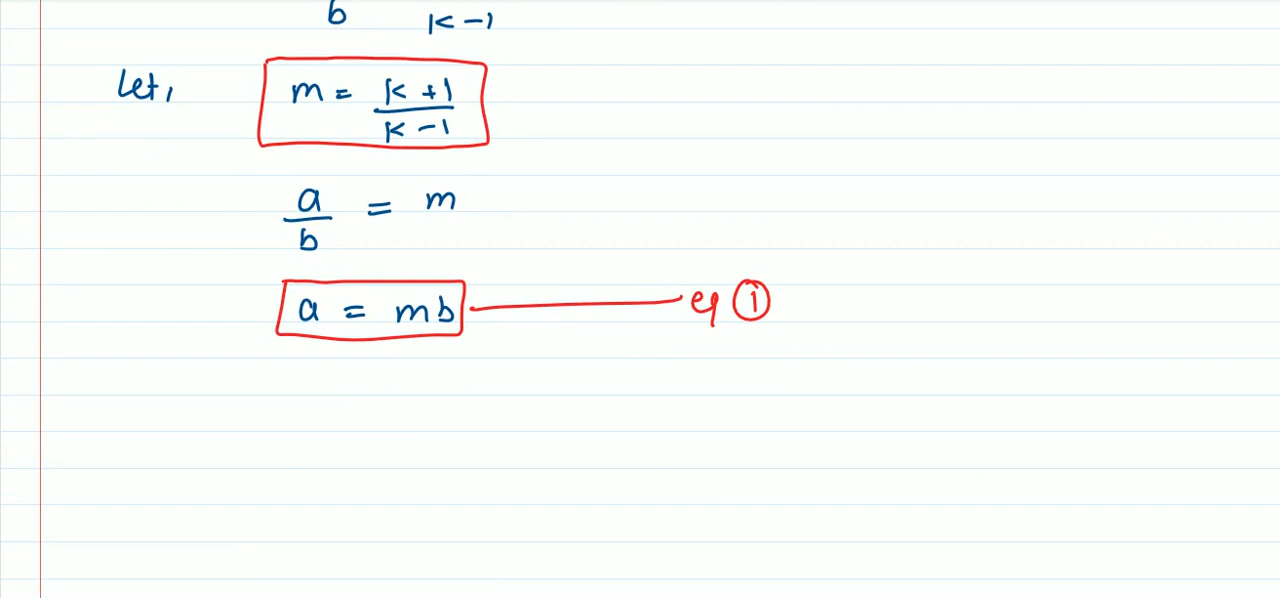 b    k-1
Let, m = k+1
k-1
a = m
b
a = mb eq ①